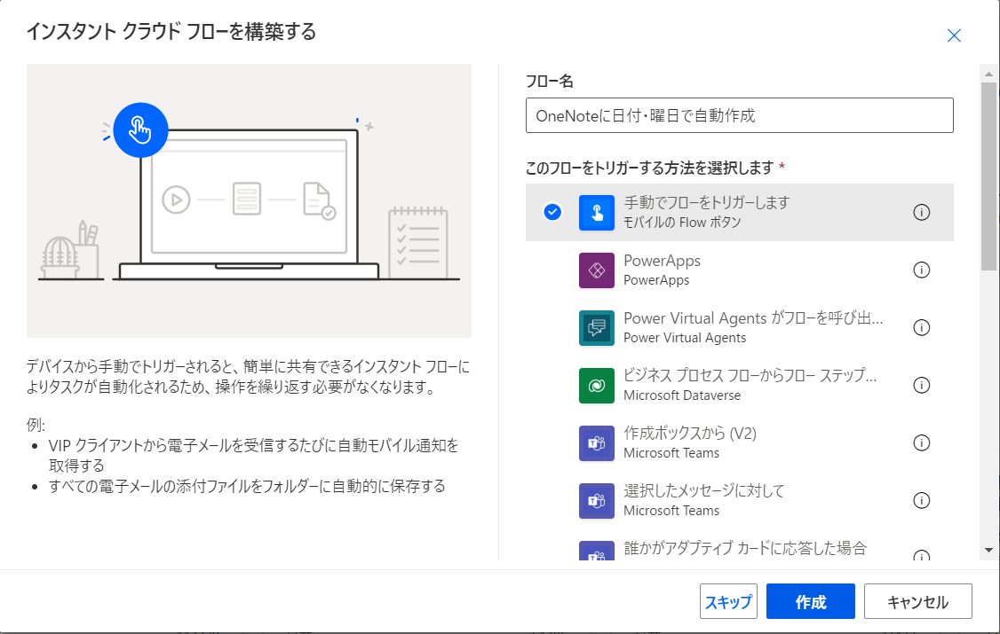 インスタント クラウド フローを構築する
デバイスから手動でトリガーされると、簡単に共有できるインスタント フローに
よりタスクが自動化されるため、操作を繰り返す必要がなくなります。
例:
• VIP クライアントから電子メールを受信するたびに自動モバイル通知を
取得する
• すべての電子メールの添付ファイルをフォルダーに自動的に保存する
フロー名
OneNoteに日付・曜日で自動作成
このフローをトリガーする方法を選択します *
手動でフローをトリガーします
モバイルの Flow ボタン
PowerApps
PowerApps
Power Virtual Agents がフローを呼び出...
Power Virtual Agents
ビジネス プロセス フローからフロー ステップ...
Microsoft Dataverse
作成ボックスから (V2)
Microsoft Teams
選択したメッセージに対して
Microsoft Teams
誰かがアダプティブ カードに応答した場合
スキップ
作成
キャンセル